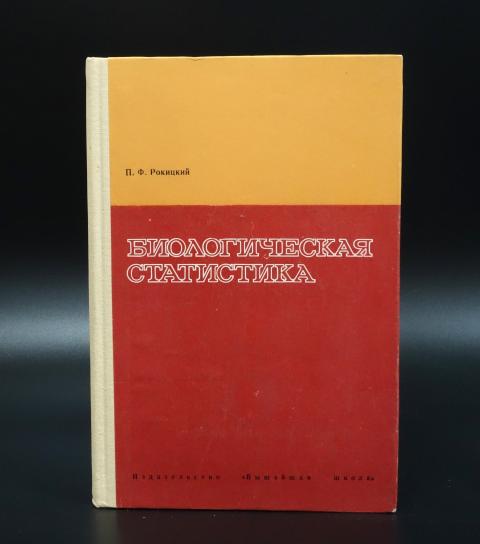 П. Ф. Рокицкий
БИОЛОГИЧЕСКАЯ
СТАТИСТИКА
Издательство «Вышэйшая школа»